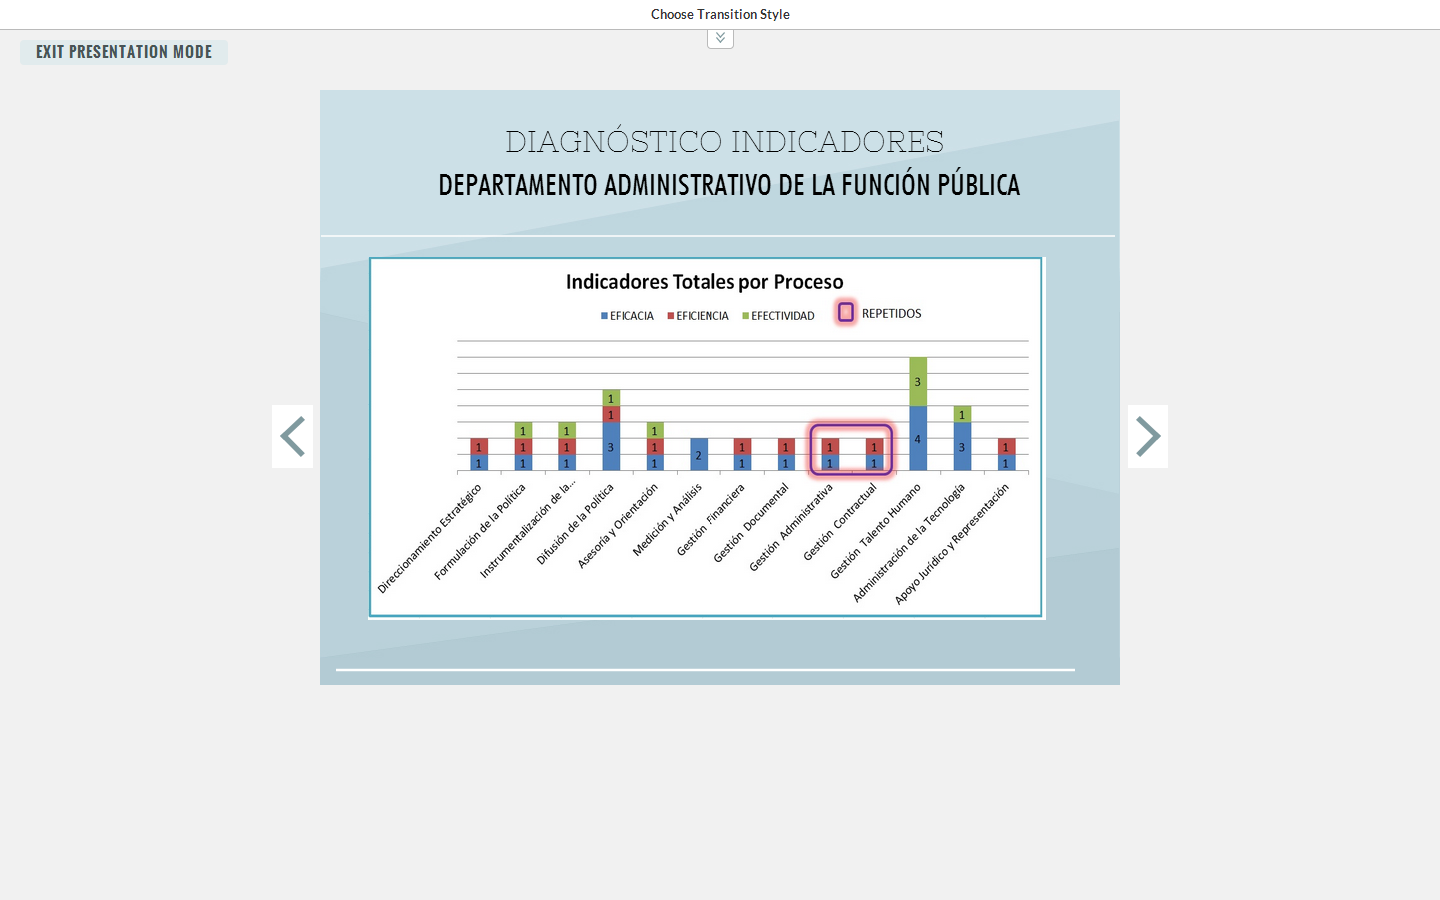 Choose Transition Style
EXIT PRESENTATION MODE
DIAGNÓSTICO INDICADORES
DEPARTAMENTO ADMINISTRATIVO DE LA FUNCIÓN PÚBLICA
Indicadores Totales por Proceso
EFICACIA EFICIENCIA EFECTIVIDAD REPETIDOS
3
1
1 1 1 1 4 1
1 1 1 1 3 1 2 1 1 1 1 3 1
1 1 1 1 1 1 1 1 1
Direccionamiento Estratégico
Formulación de la Política
Instrumentalización de la...
Difusión de la Política
Asesoría y Orientación
Medición y Análisis
Gestión Financiera
Gestión Documental
Gestión Administrativa
Gestión Contractual
Gestión Talento Humano
Administración de la Tecnología
Apoyo Jurídico y Representación